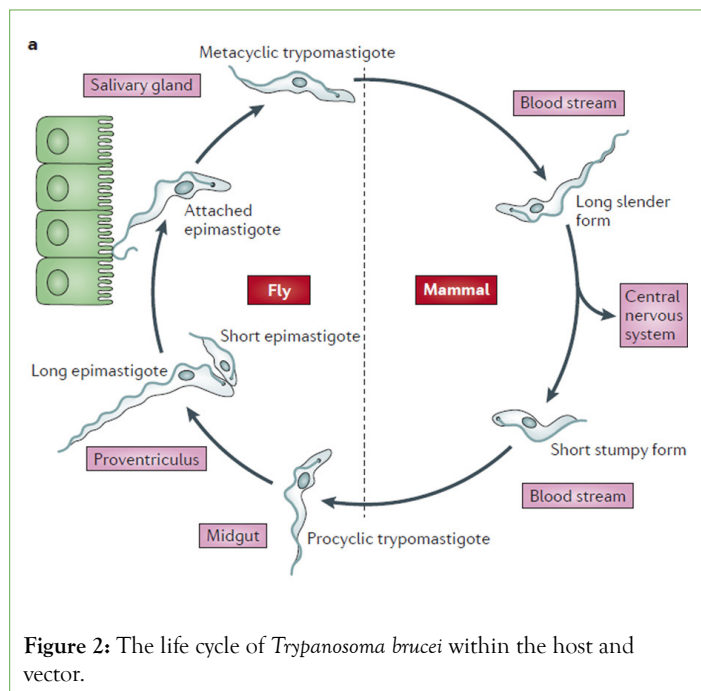 a
Metacyclic trypomastigote
Salivary gland
Blood stream
Attached
epimastigote
Long slender
form
Fly
Mammal
Central
nervous
system
Short epimastigote
Long epimastigote
Short stumpy form
Proventriculus
Blood stream
Midgut
Procyclic trypomastigote
Figure 2: The life cycle of Trypanosoma brucei within the host and
vector.